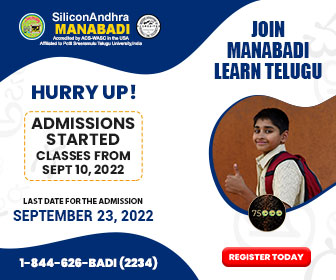 SiliconAndhra
MANABADI
Accredited by ACS-WASC in the USA
Affiliated to Potti Sreeramulu Telugu University,India
HURRY UP!
ADMISSIONS
STARTED
CLASSES FROM
SEPT 10, 2022
LAST DATE FOR THE ADMISSION
SEPTEMBER 23, 2022
1-844-626-BADI (2234)
JOIN
MANABADI
LEARN TELUGU
75000
REGISTER TODAY